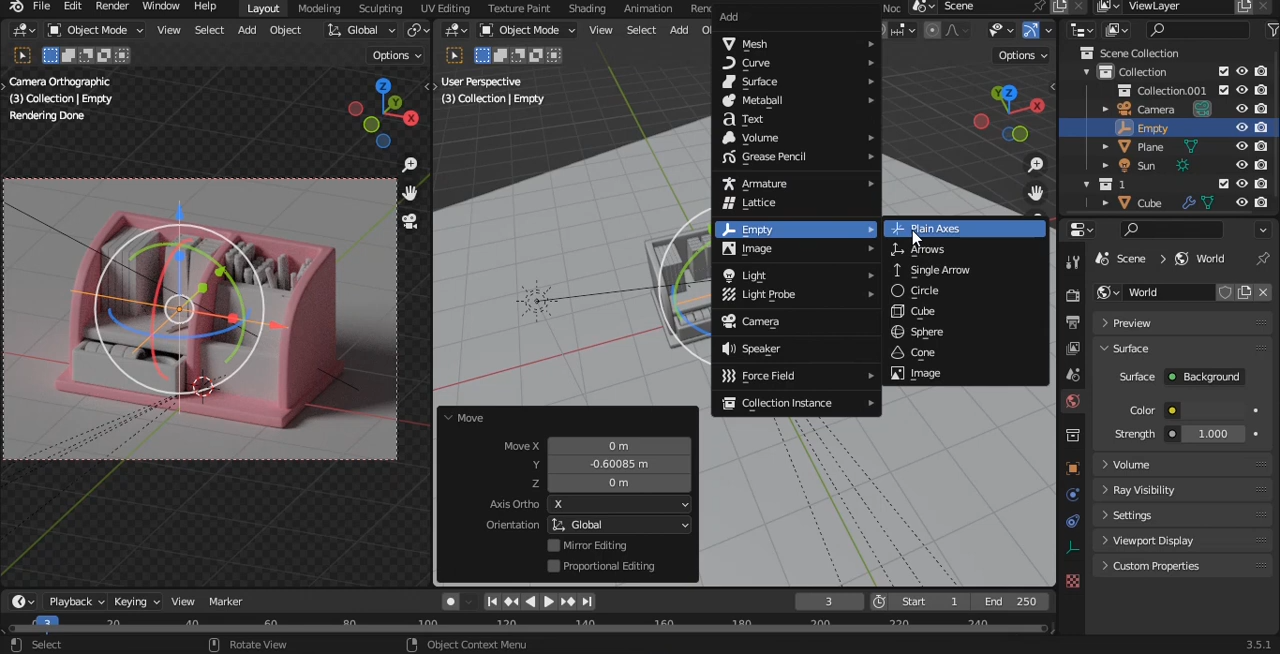 File Edit Render Window Help Layout Modeling Sculpting UV Editing Texture Paint Shading Animation Scene ViewLayer
Object Mode View Select Add Object Global
Object Mode View Select Add
Options
Options
Camera Orthographic
(3) Collection | Empty
Rendering Done
Z
Y
X
User Perspective
(3) Collection | Empty
Y
Z
X
Add
Mesh
Curve
Surface
Metaball
Text
Volume
Grease Pencil
Armature
Lattice
Empty
Image
Light
Light Probe
Camera
Speaker
Force Field
Collection Instance
Plain Axes
Arrows
Single Arrow
Circle
Cube
Sphere
Cone
Image
Move
Move X 0 m
Y -0.60085 m
Z 0 m
Axis Ortho X
Orientation Global
Mirror Editing
Proportional Editing
Scene Collection
Collection
Collection.001
Camera
Empty
Plane
Sun
1
Cube
Scene World
World
Preview
Surface
Surface Background
Color
Strength 1.000
Volume
Ray Visibility
Settings
Viewport Display
Custom Properties
Playback Keying View Marker 3 Start 1 End 250
3 20 40 60 80 100 120 140 160 180 200 220 240
Select Rotate View Object Context Menu 3.5.1